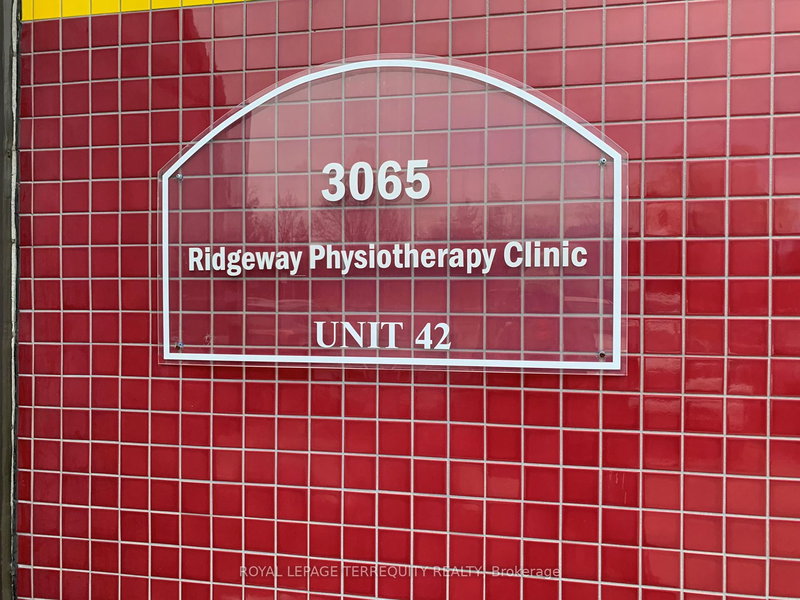 3065
Ridgeway Physiotherapy Clinic
UNIT 42
ROYAL LEPAGE TERREQUITY REALTY, Brokerage